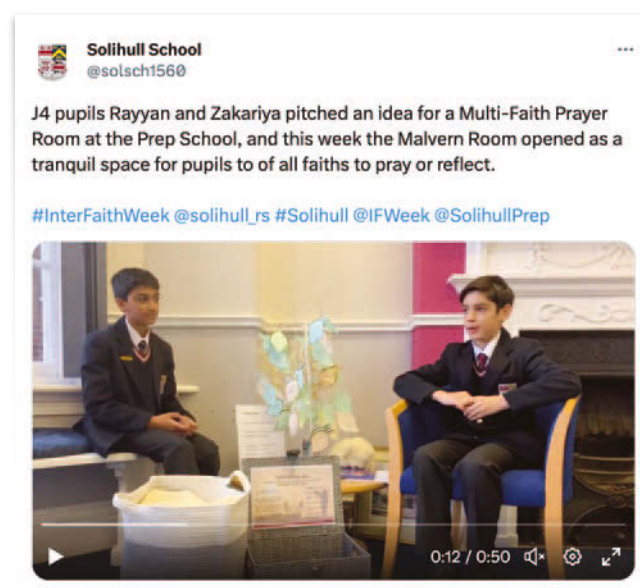 Solihull School
@solsch1560
J4 pupils Rayyan and Zakariya pitched an idea for a Multi-Faith Prayer
Room at the Prep School, and this week the Malvern Room opened as a
tranquil space for pupils to of all faiths to pray or reflect.
#InterFaithWeek @solihull_rs #Solihull @IFWeek @SolihullPrep
0:12 / 0:50